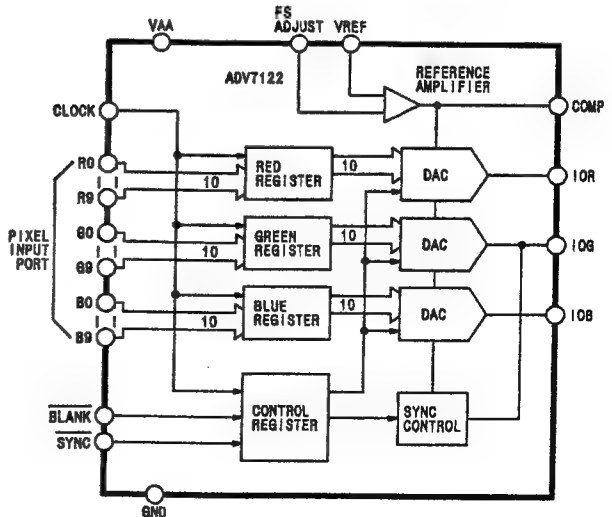 VAA
FS
ADJUST
VREF
ADV7122
REFERENCE
AMPLIFIER
CLOCK
COMP
R0
R9
10
RED
REGISTER
10
DAC
IOR
PIXEL
INPUT
PORT
G0
G9
10
GREEN
REGISTER
10
DAC
IOG
B0
B9
10
BLUE
REGISTER
10
DAC
IOB
BLANK
SYNC
CONTROL
REGISTER
SYNC
CONTROL
GND